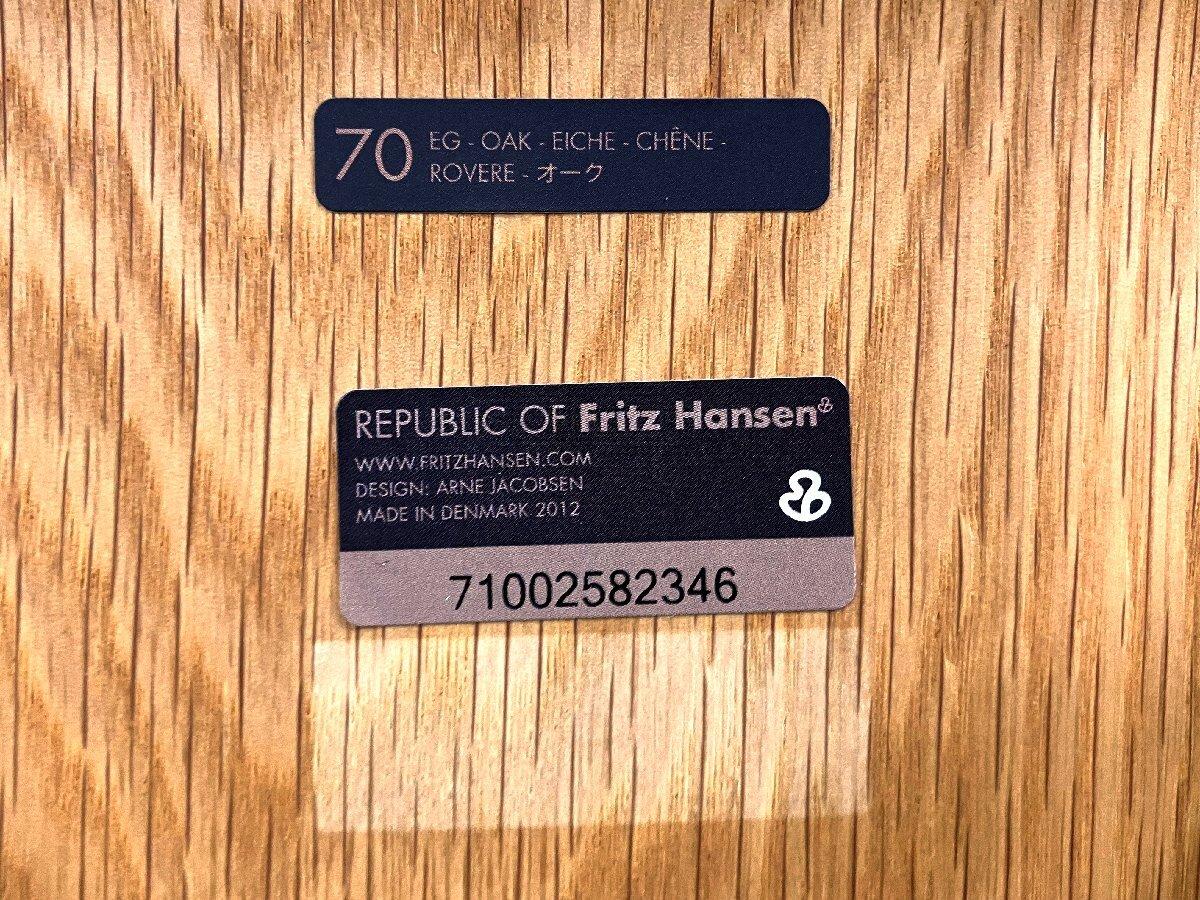 70
EG - OAK - EICHE - CHÊNE -
ROVERE - オーク
REPUBLIC OF Fritz Hansen
WWW.FRITZHANSEN.COM
DESIGN: ARNE JACOBSEN
MADE IN DENMARK 2012
71002582346